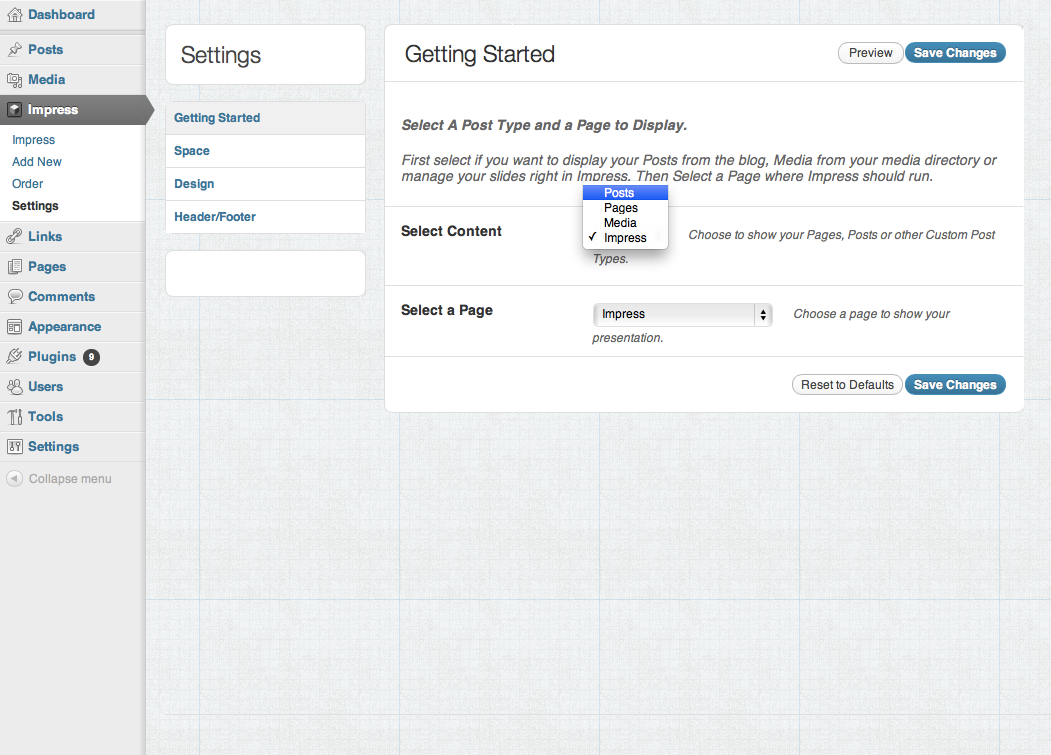 Dashboard
Posts
Media
Impress
Impress
Add New
Order
Settings
Links
Pages
Comments
Appearance
Plugins 9
Users
Tools
Settings
Collapse menu
Settings
Getting Started
Space
Design
Header/Footer
Getting Started
Preview Save Changes
Select A Post Type and a Page to Display.
First select if you want to display your Posts from the blog, Media from your media directory or
manage your slides right in Impress. Then Select a Page where Impress should run.
Select Content
Posts
Pages
Media
✓ Impress
Choose to show your Pages, Posts or other Custom Post
Types.
Select a Page Impress Choose a page to show your
presentation.
Reset to Defaults Save Changes